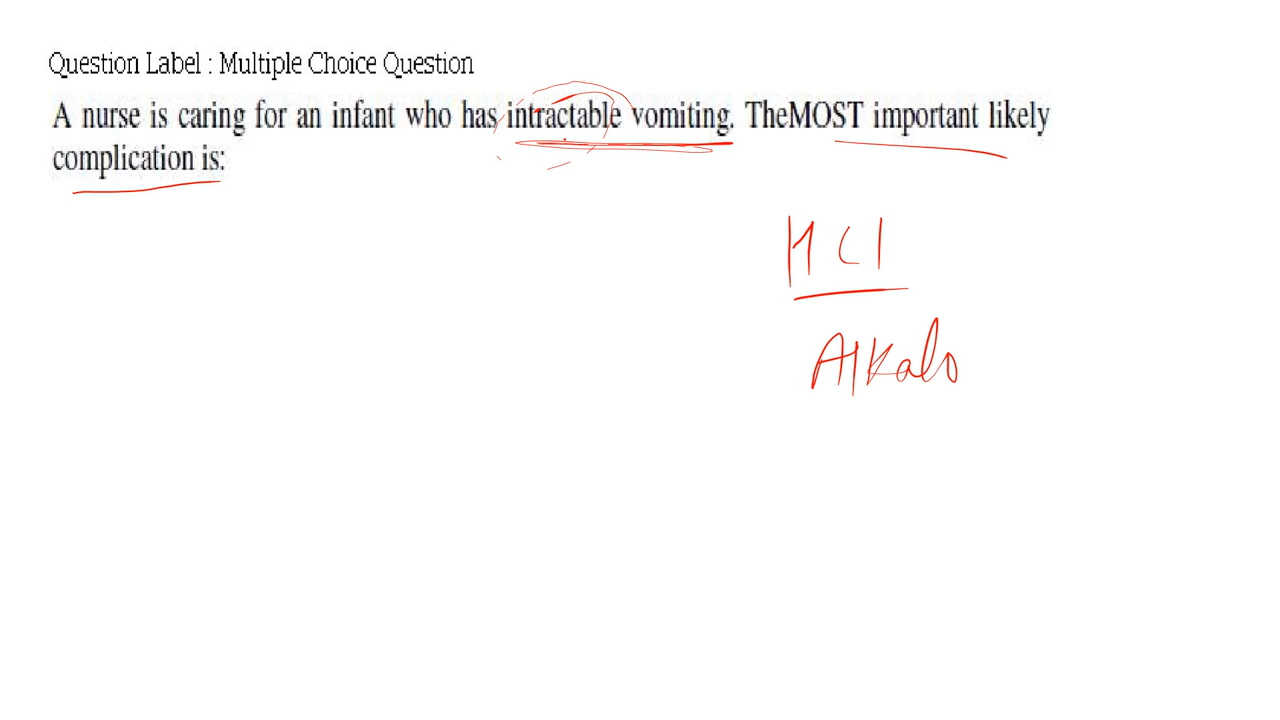 Question Label : Multiple Choice Question
A nurse is caring for an infant who has intractable vomiting. TheMOST important likely
complication is:
HCl
Alkalo